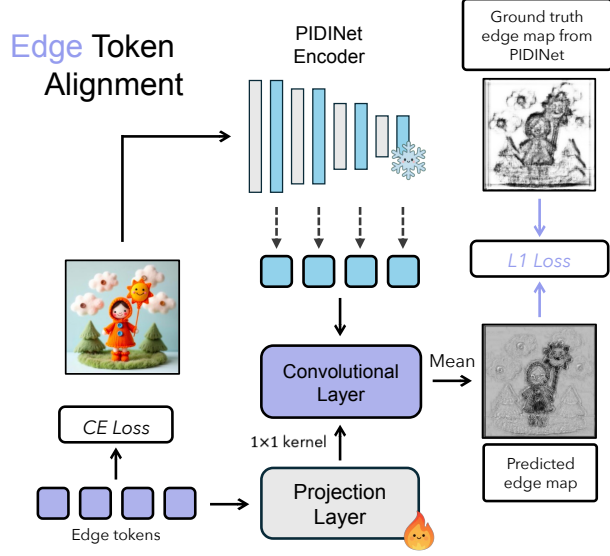 Edge Token
Alignment
PIDINet
Encoder
Ground truth
edge map from
PIDINet
L1 Loss
Convolutional
Layer
Mean
CE Loss
1×1 kernel
Projection
Layer
Predicted
edge map
Edge tokens